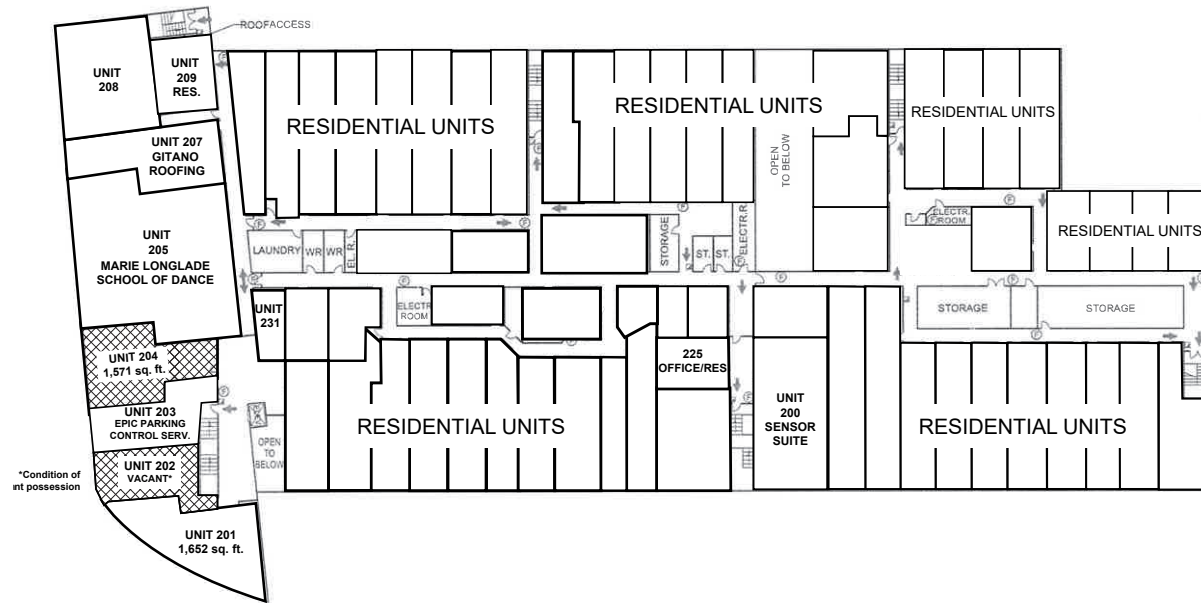 ROOFACCESS
UNIT
208
UNIT
209
RES.
UNIT 207
GITANO
ROOFING
UNIT
205
MARIE LONGLADE
SCHOOL OF DANCE
UNIT 204
1,571 sq. ft.
UNIT 203
EPIC PARKING
CONTROL SERV.
UNIT 202
VACANT*
*Condition of
nt possession
UNIT 201
1,652 sq. ft.
RESIDENTIAL UNITS
RESIDENTIAL UNITS
RESIDENTIAL UNITS
RESIDENTIAL UNITS
OPEN
TO BELOW
LAUNDRY
WR
WR
EL. R.
STORAGE
ST.
ST.
ELECTR.R.
ELECTR.
ROOM
UNIT
231
ELECTR
ROOM
STORAGE
STORAGE
225
OFFICE/RES
UNIT
200
SENSOR
SUITE
OPEN
TO
BELOW
RESIDENTIAL UNITS
RESIDENTIAL UNITS